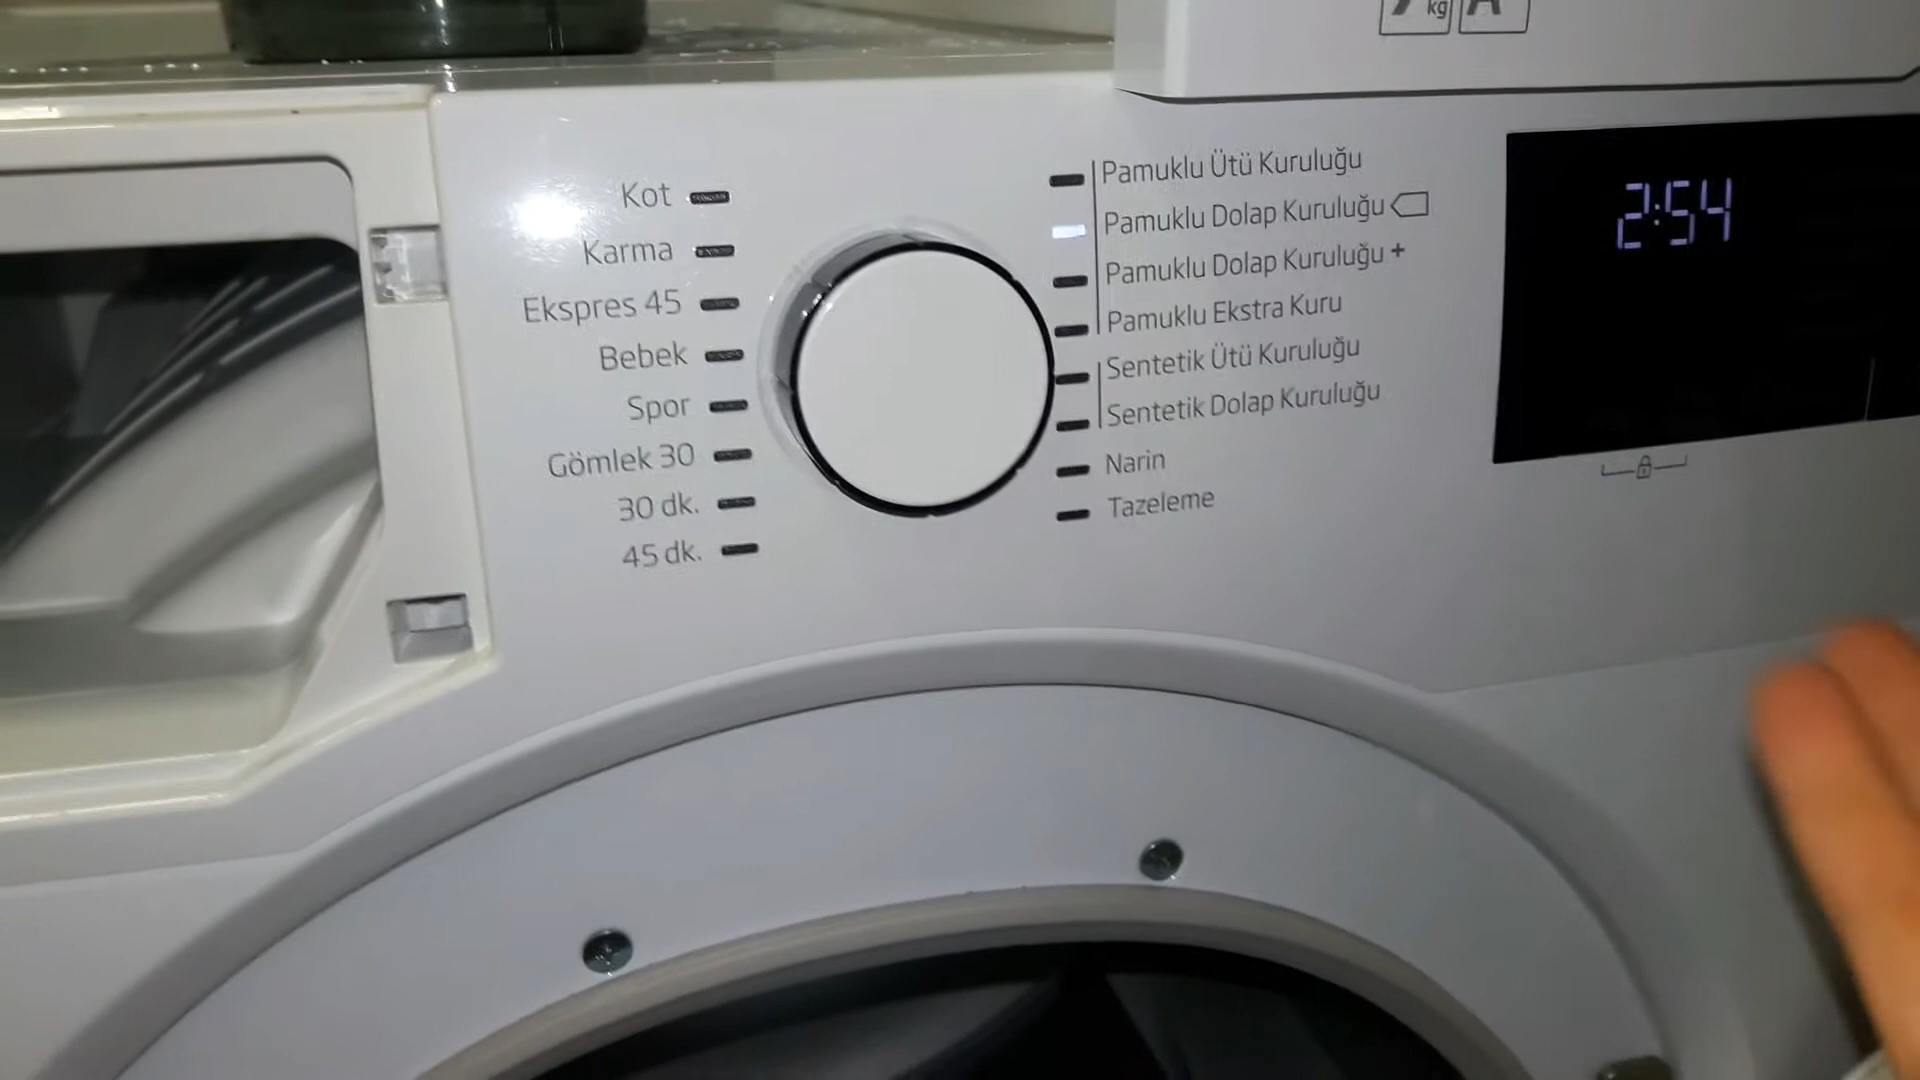 kg
Kot
Karma
Ekspres 45
Bebek
Spor
Gömlek 30
30 dk.
45 dk.
Pamuklu Ütü Kuruluğu
Pamuklu Dolap Kuruluğu
Pamuklu Dolap Kuruluğu +
Pamuklu Ekstra Kuru
Sentetik Ütü Kuruluğu
Sentetik Dolap Kuruluğu
Narin
Tazeleme
2:54